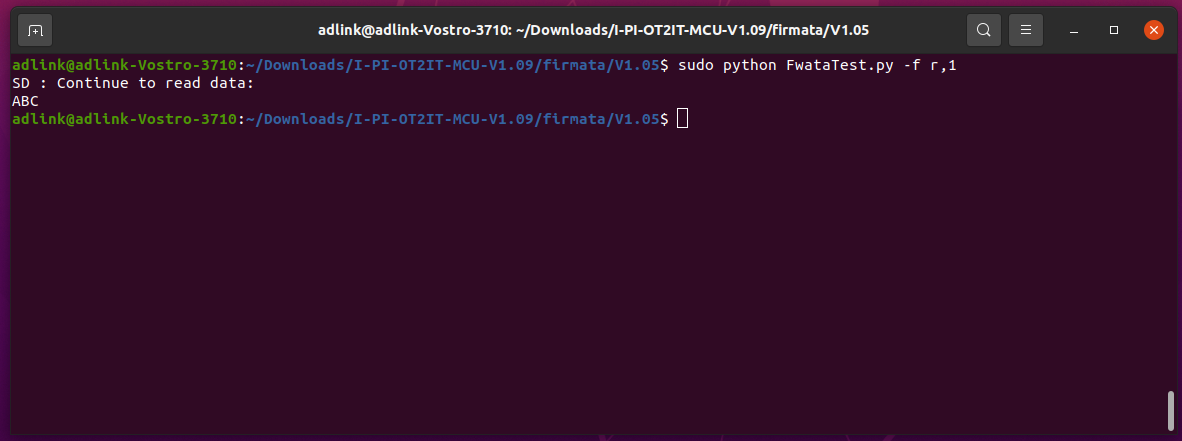 adlink@adlink-Vostro-3710: ~/Downloads/I-PI-OT2IT-MCU-V1.09/firmata/V1.05
adlink@adlink-Vostro-3710:~/Downloads/I-PI-OT2IT-MCU-V1.09/firmata/V1.05$ sudo python FwataTest.py -f r,1
SD : Continue to read data:
ABC
adlink@adlink-Vostro-3710:~/Downloads/I-PI-OT2IT-MCU-V1.09/firmata/V1.05$